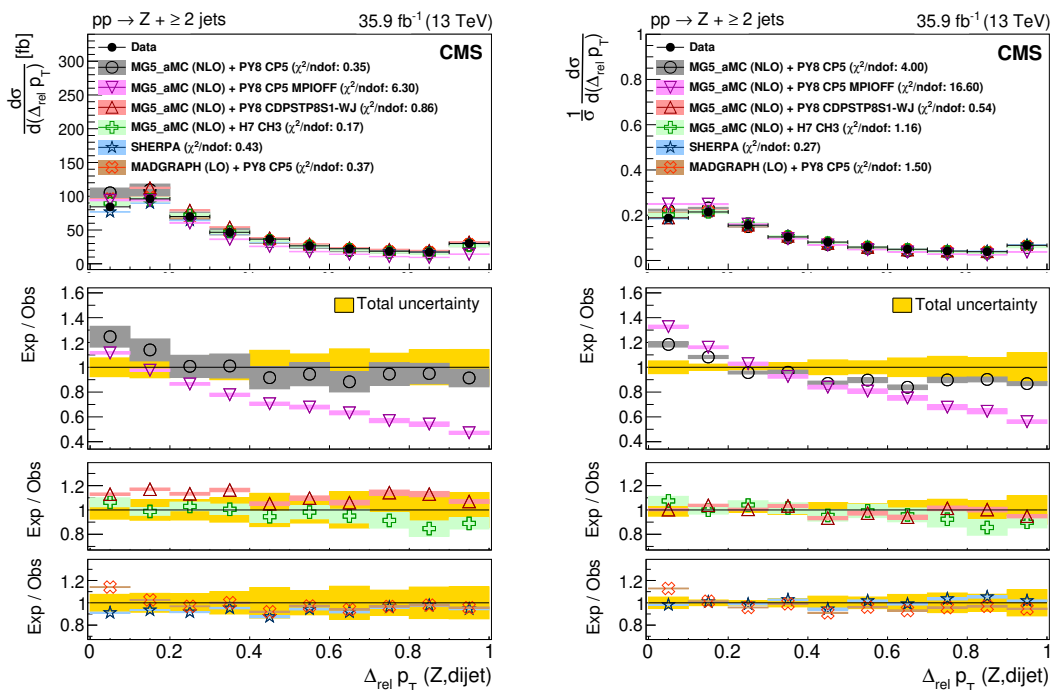 pp → Z + ≥ 2 jets 35.9 fb⁻¹ (13 TeV)
CMS
dσ / d(Δrel pT) [fb]
Data
MG5_aMC (NLO) + PY8 CP5 (χ²/ndof: 0.35)
MG5_aMC (NLO) + PY8 CP5 MPIOFF (χ²/ndof: 6.30)
MG5_aMC (NLO) + PY8 CDPSTP8S1-WJ (χ²/ndof: 0.86)
MG5_aMC (NLO) + H7 CH3 (χ²/ndof: 0.17)
SHERPA (χ²/ndof: 0.43)
MADGRAPH (LO) + PY8 CP5 (χ²/ndof: 0.37)
300
250
200
150
100
50
0
Exp / Obs
Total uncertainty
1.6
1.4
1.2
1
0.8
0.6
0.4
Exp / Obs
1.2
1
0.8
Exp / Obs
1.2
1
0.8
0 0.2 0.4 0.6 0.8 1
Δrel pT (Z,dijet)
pp → Z + ≥ 2 jets 35.9 fb⁻¹ (13 TeV)
CMS
1/σ dσ / d(Δrel pT)
Data
MG5_aMC (NLO) + PY8 CP5 (χ²/ndof: 4.00)
MG5_aMC (NLO) + PY8 CP5 MPIOFF (χ²/ndof: 16.60)
MG5_aMC (NLO) + PY8 CDPSTP8S1-WJ (χ²/ndof: 0.54)
MG5_aMC (NLO) + H7 CH3 (χ²/ndof: 1.16)
SHERPA (χ²/ndof: 0.27)
MADGRAPH (LO) + PY8 CP5 (χ²/ndof: 1.50)
1
0.8
0.6
0.4
0.2
0
Exp / Obs
Total uncertainty
1.6
1.4
1.2
1
0.8
0.6
0.4
Exp / Obs
1.2
1
0.8
Exp / Obs
1.2
1
0.8
0 0.2 0.4 0.6 0.8 1
Δrel pT (Z,dijet)